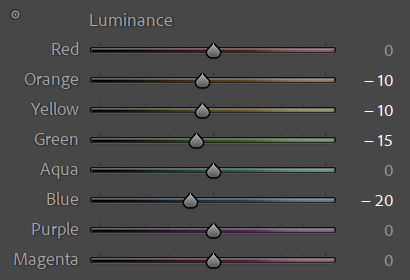 Luminance
Red 0
Orange – 10
Yellow – 10
Green – 15
Aqua 0
Blue – 20
Purple 0
Magenta 0